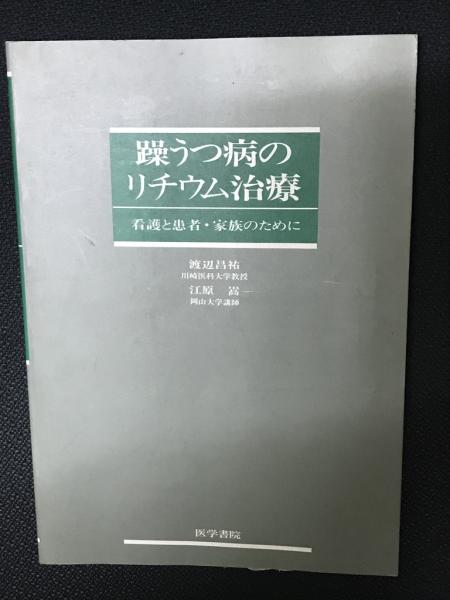 躁うつ病の
リチウム治療
看護と患者・家族のために
渡辺昌祐
川崎医科大学教授
江原 嵩一
岡山大学講師
医学書院